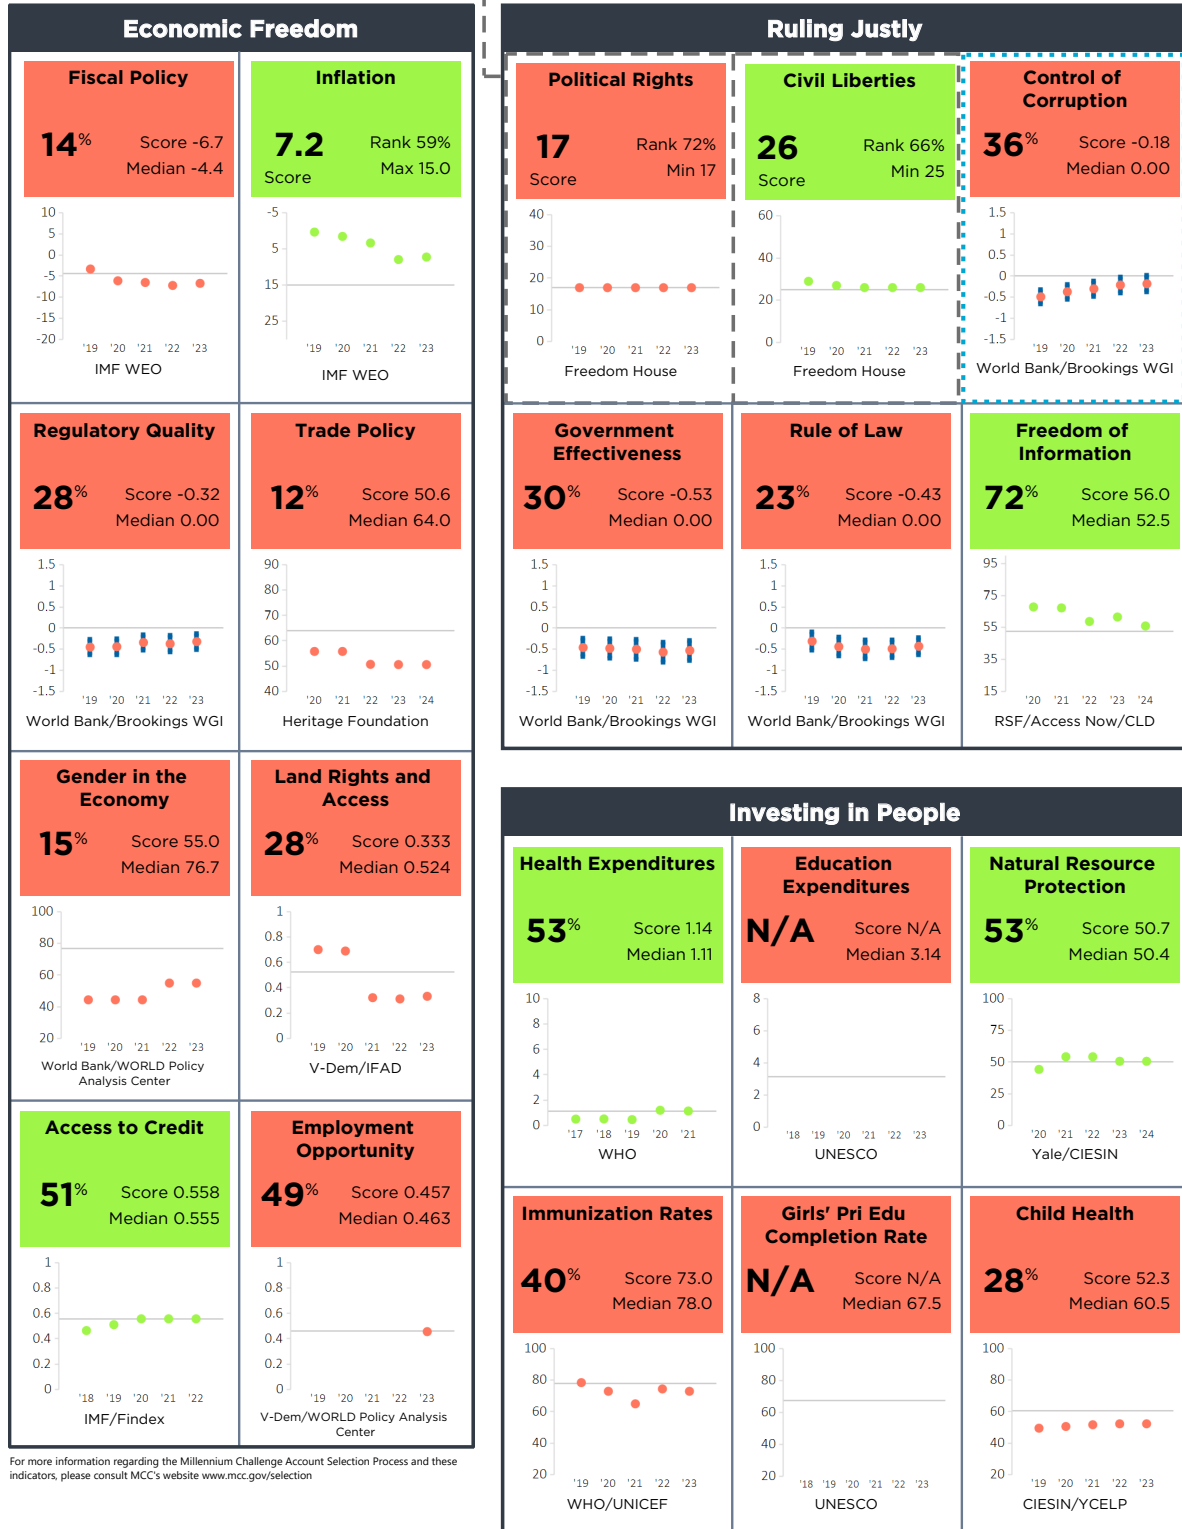 Economic Freedom
Fiscal Policy
14%
Score -6.7
Median -4.4
10
5
0
-5
-10
-15
-20
'19 '20 '21 '22 '23
IMF WEO
Inflation
7.2
Score
Rank 59%
Max 15.0
-5
5
15
25
'19 '20 '21 '22 '23
IMF WEO
Regulatory Quality
28%
Score -0.32
Median 0.00
1.5
1
0.5
0
-0.5
-1
-1.5
'19 '20 '21 '22 '23
World Bank/Brookings WGI
Trade Policy
12%
Score 50.6
Median 64.0
90
80
70
60
50
40
'20 '21 '22 '23 '24
Heritage Foundation
Gender in the
Economy
15%
Score 55.0
Median 76.7
100
80
60
40
20
'19 '20 '21 '22 '23
World Bank/WORLD Policy
Analysis Center
Land Rights and
Access
28%
Score 0.333
Median 0.524
1
0.8
0.6
0.4
0.2
0
'19 '20 '21 '22 '23
V-Dem/IFAD
Access to Credit
51%
Score 0.558
Median 0.555
1
0.8
0.6
0.4
0.2
0
'18 '19 '20 '21 '22
IMF/Findex
Employment
Opportunity
49%
Score 0.457
Median 0.463
1
0.8
0.6
0.4
0.2
0
'19 '20 '21 '22 '23
V-Dem/WORLD Policy Analysis
Center
For more information regarding the Millennium Challenge Account Selection Process and these
indicators, please consult MCC's website www.mcc.gov/selection
Ruling Justly
Political Rights
17
Score
Rank 72%
Min 17
40
30
20
10
0
'19 '20 '21 '22 '23
Freedom House
Civil Liberties
26
Score
Rank 66%
Min 25
60
40
20
0
'19 '20 '21 '22 '23
Freedom House
Control of
Corruption
36%
Score -0.18
Median 0.00
1.5
1
0.5
0
-0.5
-1
-1.5
'19 '20 '21 '22 '23
World Bank/Brookings WGI
Government
Effectiveness
30%
Score -0.53
Median 0.00
1.5
1
0.5
0
-0.5
-1
-1.5
'19 '20 '21 '22 '23
World Bank/Brookings WGI
Rule of Law
23%
Score -0.43
Median 0.00
1.5
1
0.5
0
-0.5
-1
-1.5
'19 '20 '21 '22 '23
World Bank/Brookings WGI
Freedom of
Information
72%
Score 56.0
Median 52.5
95
75
55
35
15
'20 '21 '22 '23 '24
RSF/Access Now/CLD
Investing in People
Health Expenditures
53%
Score 1.14
Median 1.11
10
8
6
4
2
0
'17 '18 '19 '20 '21
WHO
Education
Expenditures
N/A
Score N/A
Median 3.14
8
6
4
2
0
'18 '19 '20 '21 '22 '23
UNESCO
Natural Resource
Protection
53%
Score 50.7
Median 50.4
100
75
50
25
0
'20 '21 '22 '23 '24
Yale/CIESIN
Immunization Rates
40%
Score 73.0
Median 78.0
100
80
60
40
20
'19 '20 '21 '22 '23
WHO/UNICEF
Girls' Pri Edu
Completion Rate
N/A
Score N/A
Median 67.5
100
80
60
40
20
'18 '19 '20 '21 '22 '23
UNESCO
Child Health
28%
Score 52.3
Median 60.5
100
80
60
40
20
'19 '20 '21 '22 '23
CIESIN/YCELP